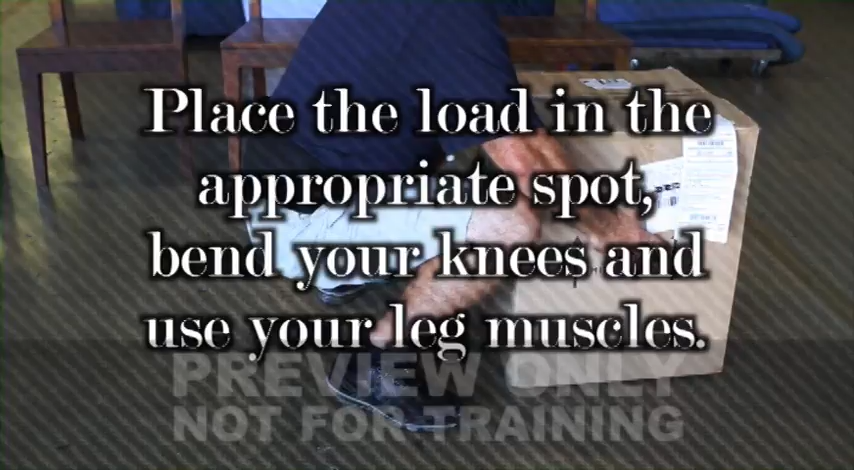 Place the load in the
appropriate spot,
bend your knees and
use your leg muscles.
PREVIEW ONLY
NOT FOR TRAINING